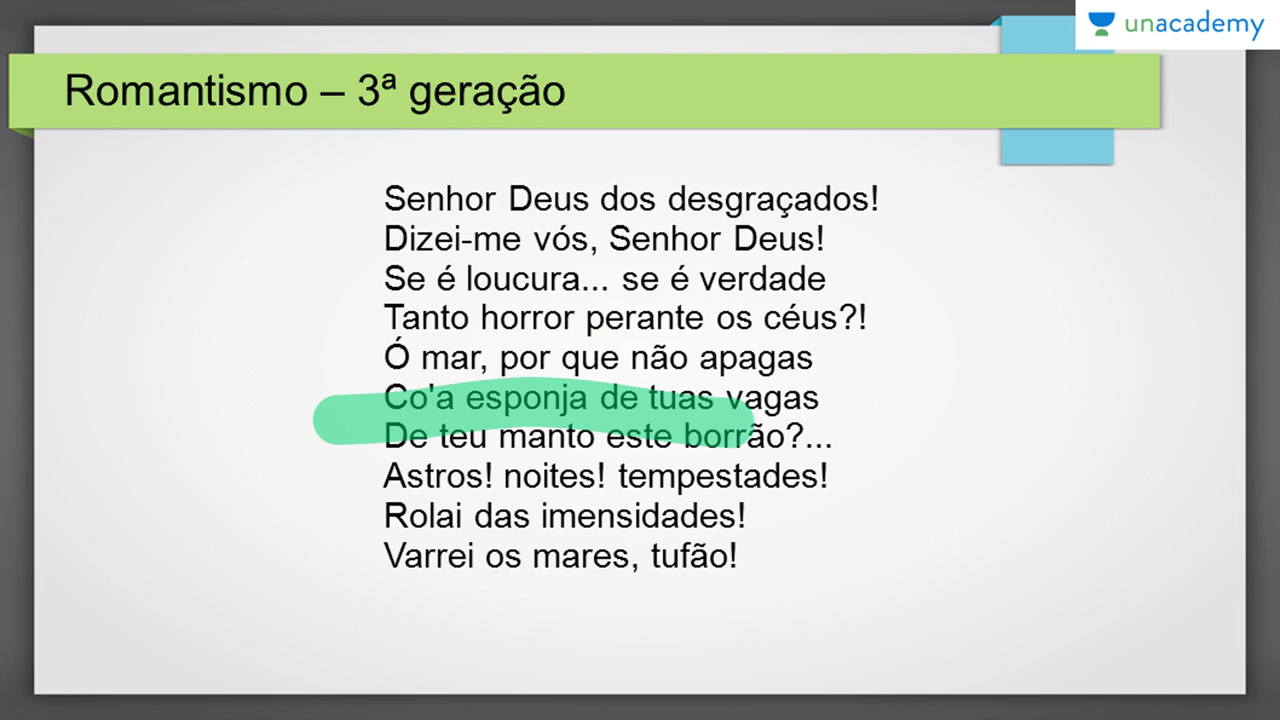 unacademy
Romantismo – 3ª geração
Senhor Deus dos desgraçados!
Dizei-me vós, Senhor Deus!
Se é loucura... se é verdade
Tanto horror perante os céus?!
Ó mar, por que não apagas
Co'a esponja de tuas vagas
De teu manto este borrão?...
Astros! noites! tempestades!
Rolai das imensidades!
Varrei os mares, tufão!